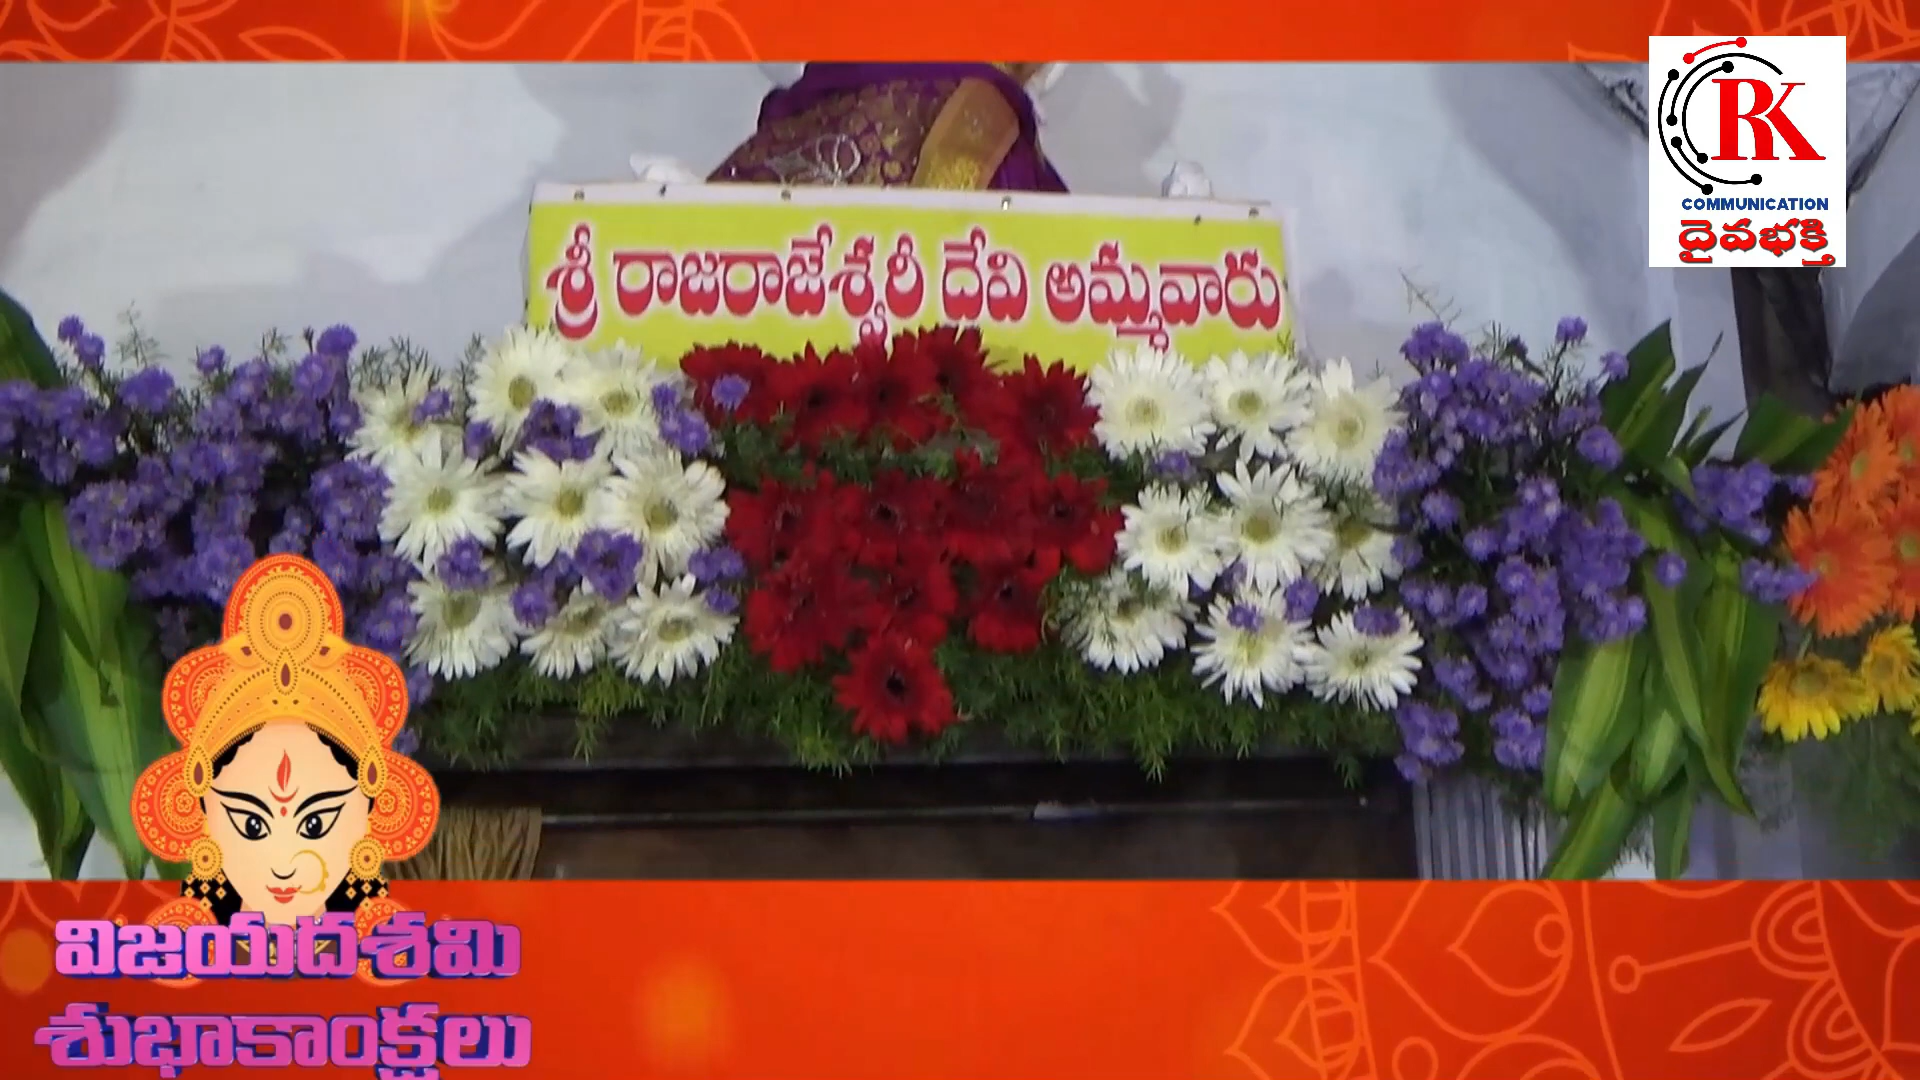 శ్రీ రాజరాజేశ్వరీ దేవి అమ్మవారు
RK
COMMUNICATION
దైవభక్తి
విజయదశమి
శుభాకాంక్షలు